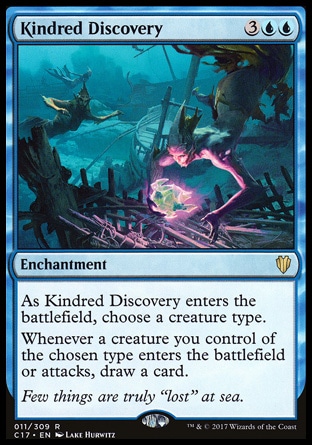 Kindred Discovery 3
Enchantment
As Kindred Discovery enters the
battlefield, choose a creature type.
Whenever a creature you control of
the chosen type enters the battlefield
or attacks, draw a card.
Few things are truly “lost” at sea.
011/309 R
C17 • EN Lake Hurwitz
™ & © 2017 Wizards of the Coast